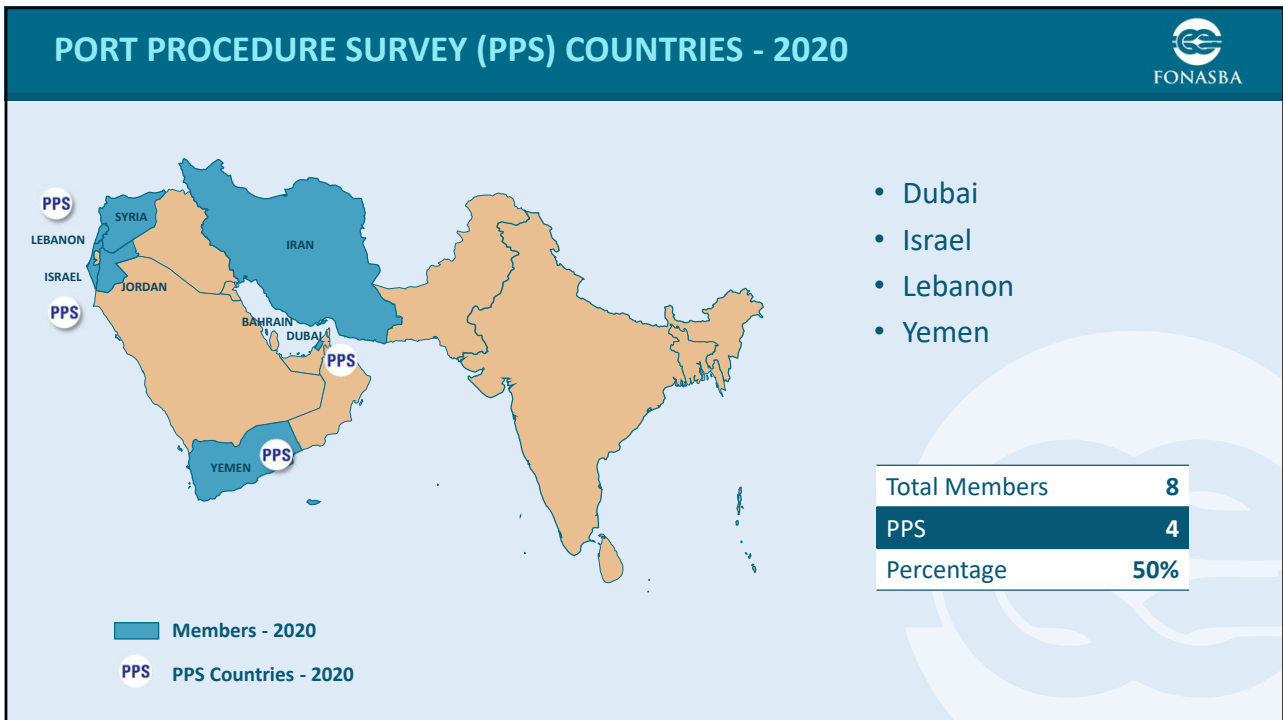 PORT PROCEDURE SURVEY (PPS) COUNTRIES - 2020
FONASBA
PPS
SYRIA
LEBANON
IRAN
ISRAEL
JORDAN
PPS
BAHRAIN
DUBAI
PPS
YEMEN
PPS
• Dubai
• Israel
• Lebanon
• Yemen
Total Members 8
PPS 4
Percentage 50%
Members - 2020
PPS PPS Countries - 2020